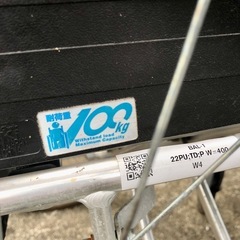 耐荷重
100kg
Withstand load
Maximum Capacity
BAL-1
22PU;TD;P W=400
W4